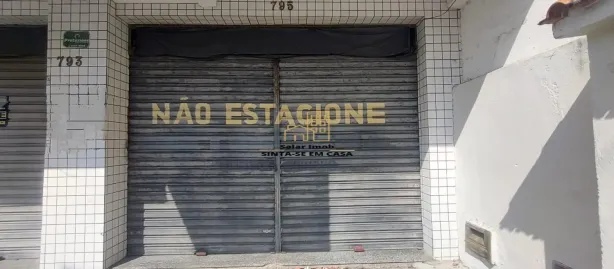 795
793
NÃO ESTACIONE
Solar Imob
SINTA-SE EM CASA